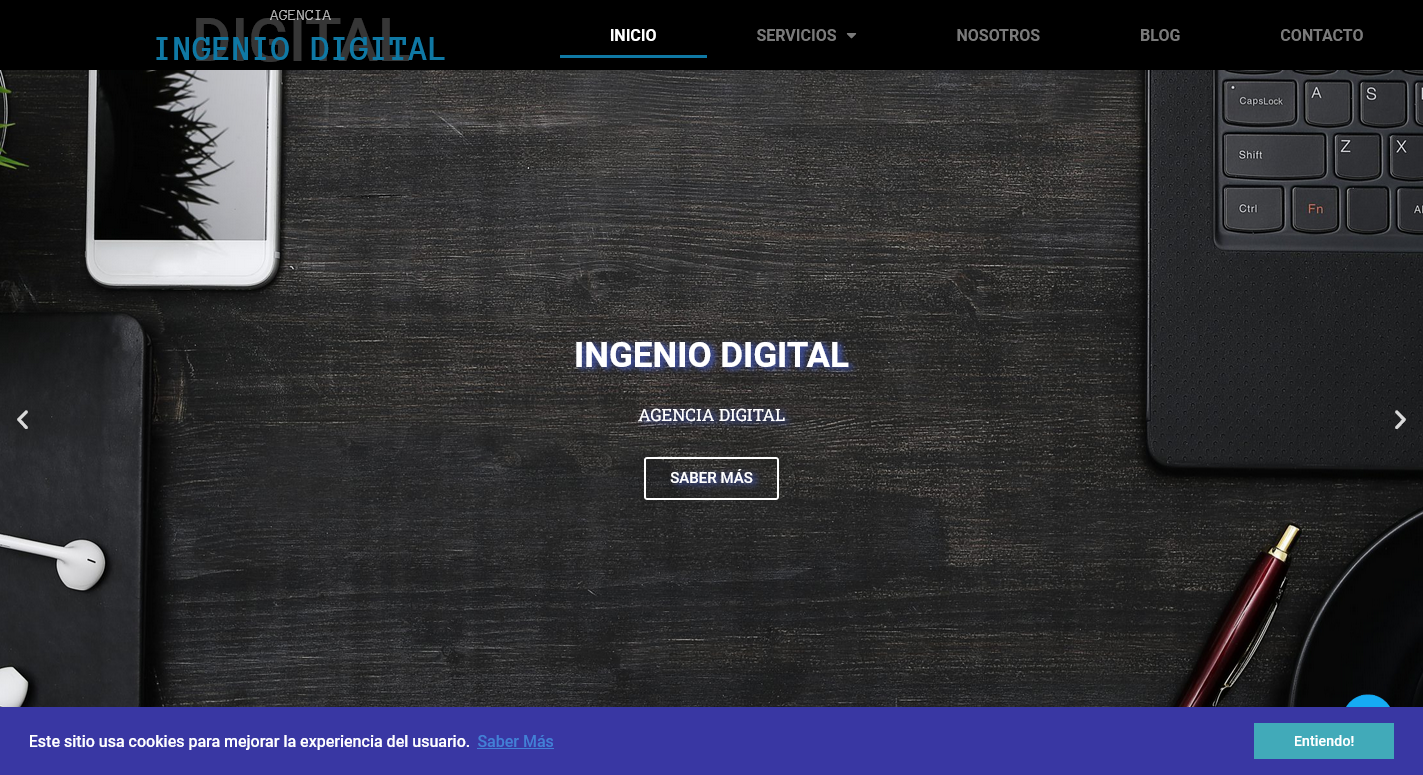 AGENCIA
DIGITAL
INGENIO DIGITAL
INICIO
SERVICIOS
NOSOTROS
BLOG
CONTACTO
CapsLock
A
S
Shift
Z
X
Ctrl
Fn
INGENIO DIGITAL
AGENCIA DIGITAL
SABER MÁS
Este sitio usa cookies para mejorar la experiencia del usuario. Saber Más
Entiendo!